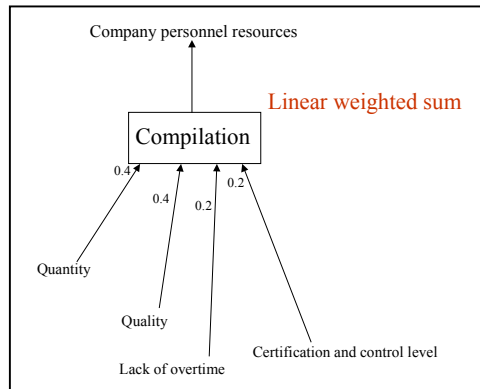 Company personnel resources
Linear weighted sum
Compilation
0.4
0.4
0.2
0.2
Quantity
Quality
Lack of overtime
Certification and control level